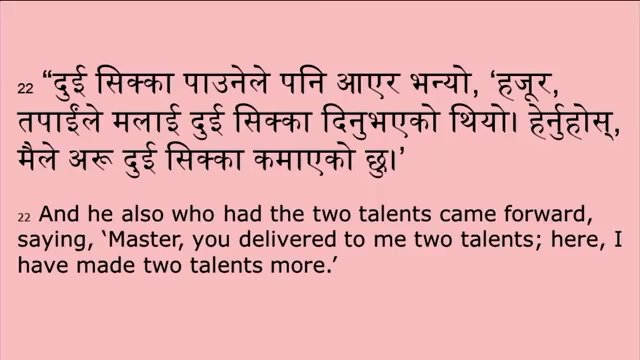 22 “दुई सिक्का पाउनेले पनि आएर भन्यो, ‘हजूर,
तपाईंले मलाई दुई सिक्का दिनुभएको थियो। हेर्नुहोस्,
मैले अरू दुई सिक्का कमाएको छु।’
22 And he also who had the two talents came forward,
saying, ‘Master, you delivered to me two talents; here, I
have made two talents more.’